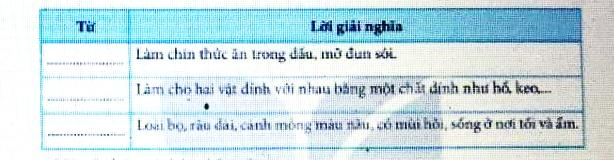 Từ Lời giải nghĩa
Làm chín thức ăn trong dầu, mỡ đun sôi.
Làm cho hai vật dính với nhau bằng một chất dính như hồ, keo,...
Loài bọ, râu dài, cánh mỏng màu nâu, có mùi hôi, sống ở nơi tối và ẩm.